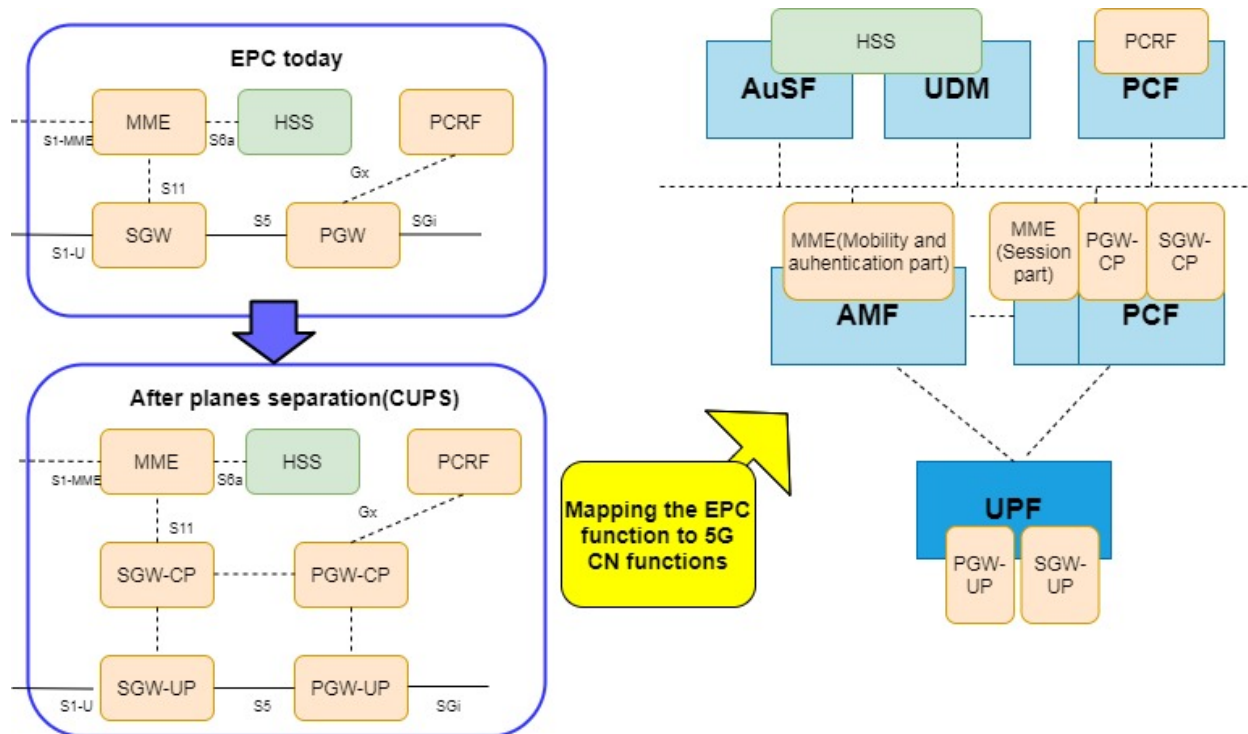 EPC today
MME
HSS
PCRF
S1-MME
S6a
S11
Gx
SGW
S5
PGW
SGi
S1-U
After planes separation(CUPS)
MME
HSS
PCRF
S1-MME
S6a
S11
Gx
SGW-CP
PGW-CP
SGW-UP
PGW-UP
S1-U
S5
SGi
Mapping the EPC
function to 5G
CN functions
HSS
PCRF
AuSF
UDM
PCF
MME(Mobility and
auhentication part)
MME
(Session
part)
PGW-
CP
SGW-
CP
AMF
PCF
UPF
PGW-
UP
SGW-
UP